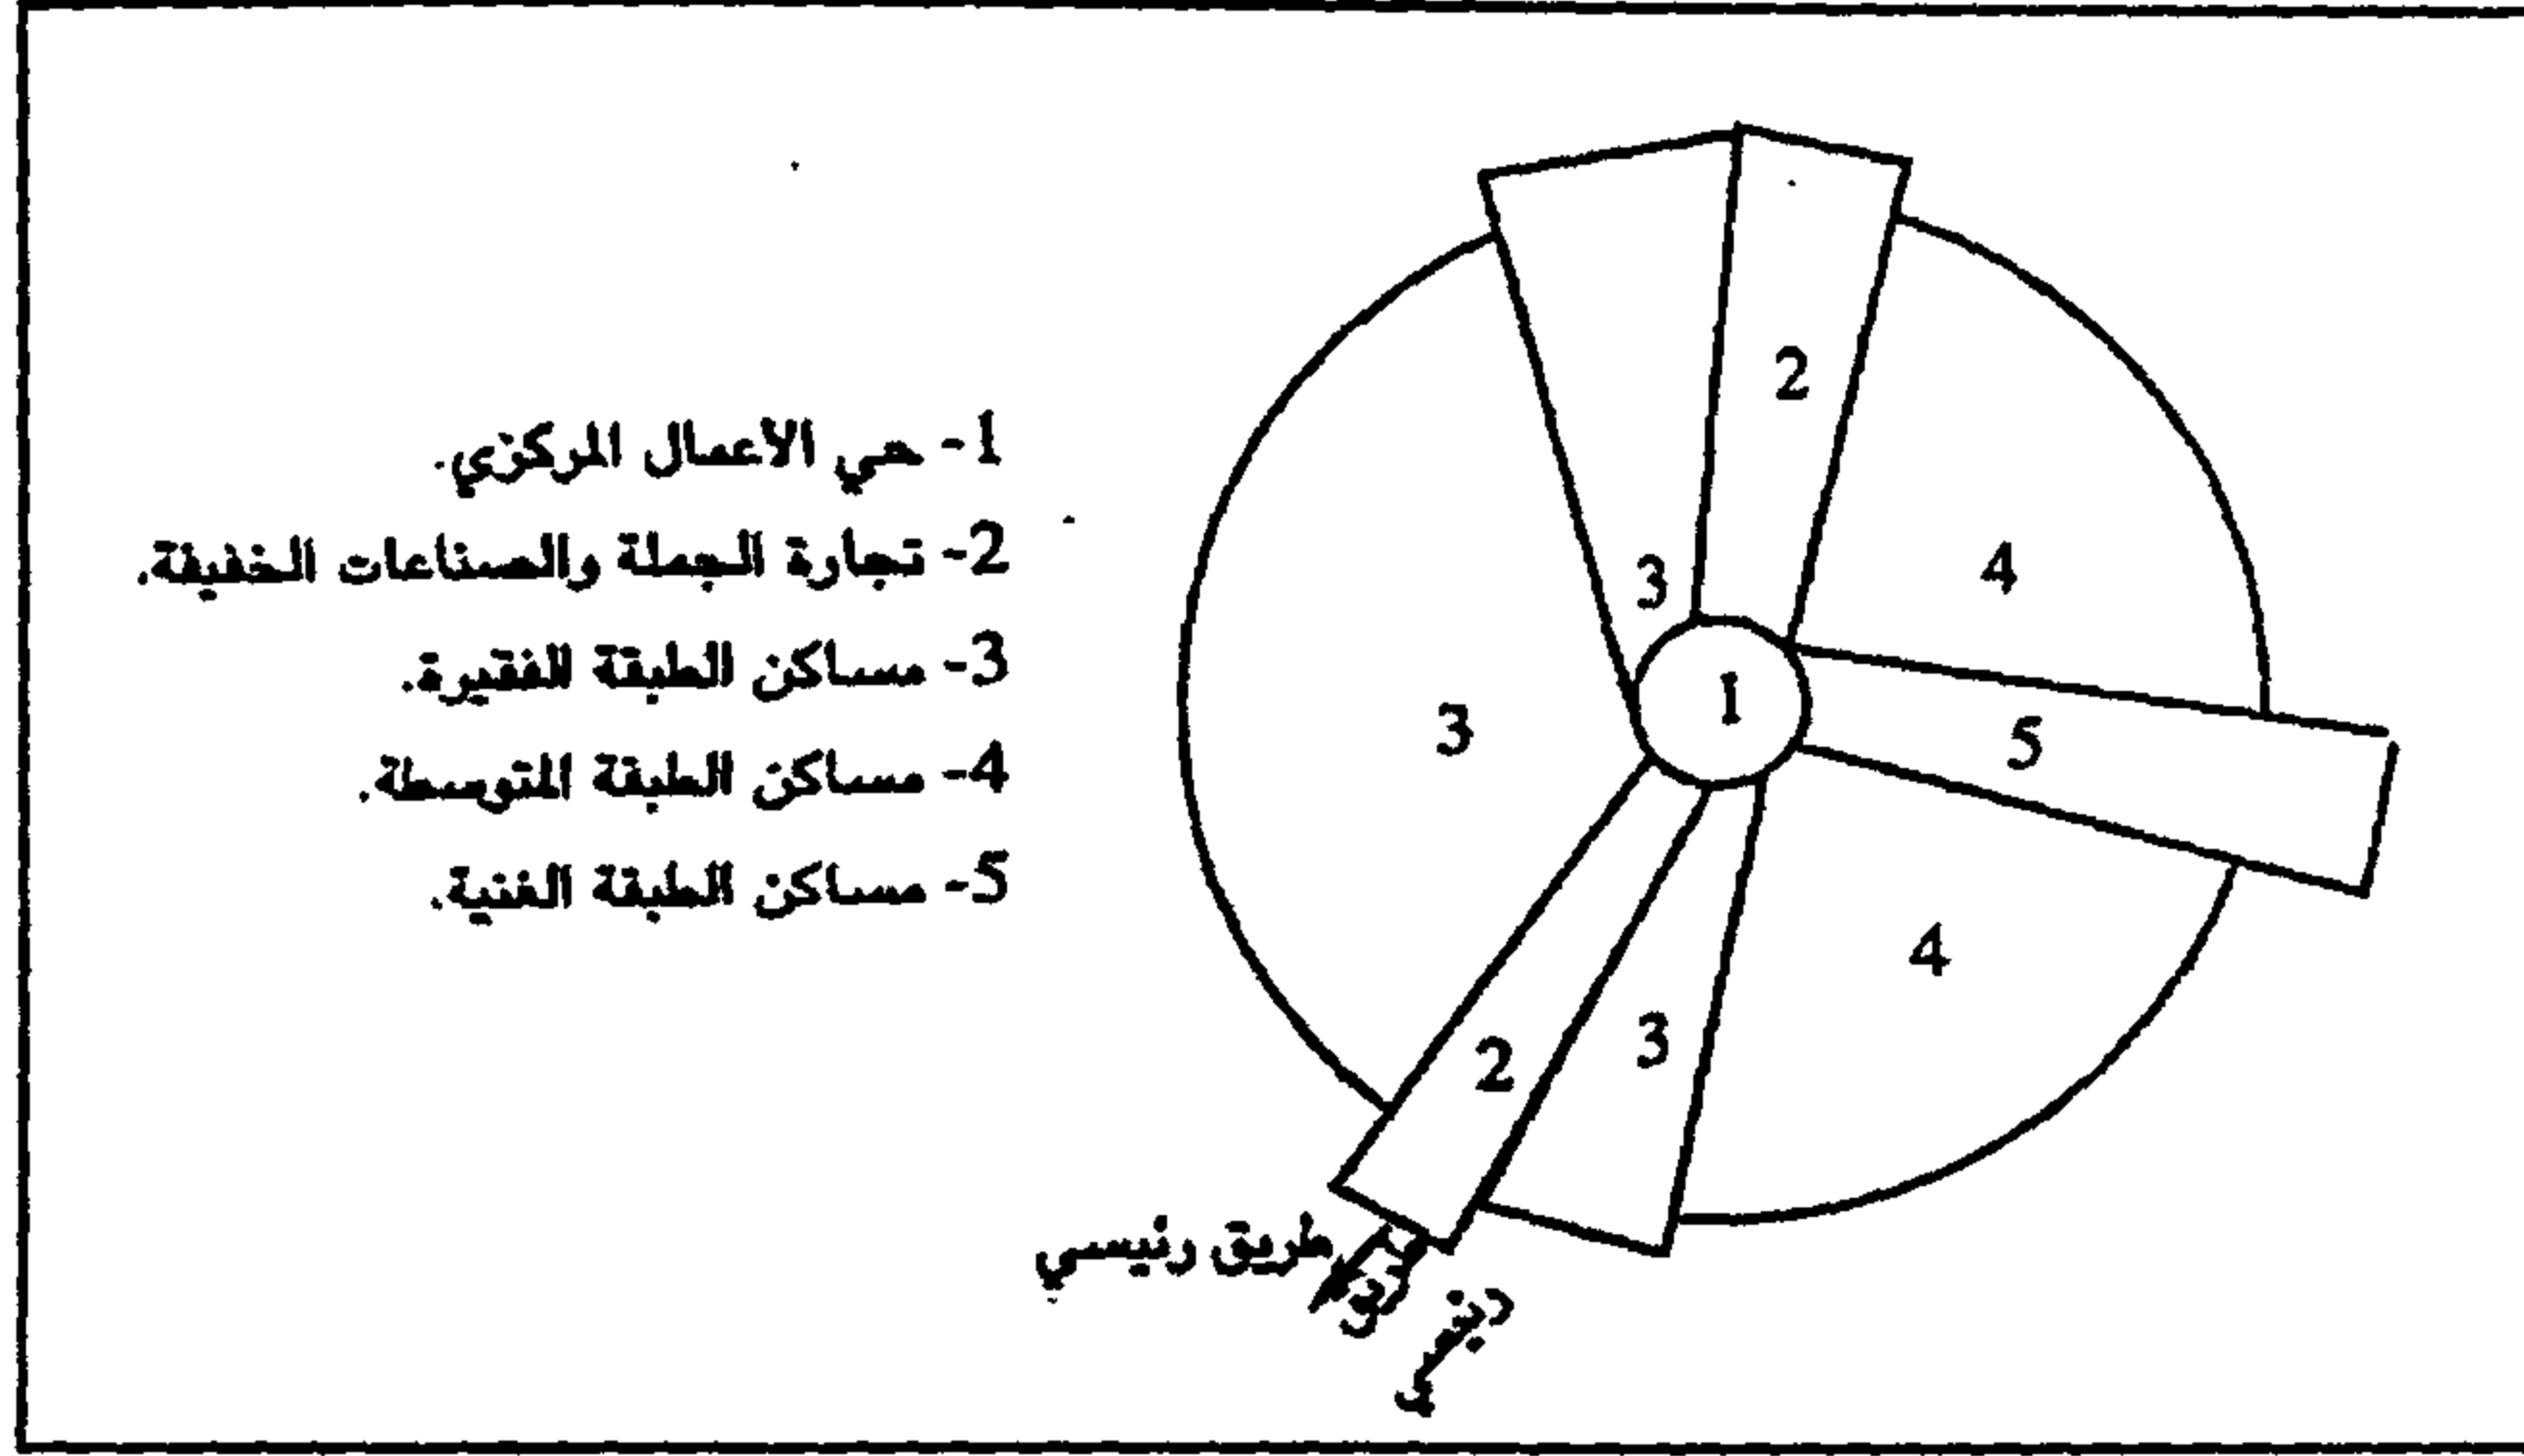 1- حي الأعمال المركزي.
2- تجارة الجملة والصناعات الخفيفة.
3- مساكن الطبقة الفقيرة.
4- مساكن الطبقة المتوسطة.
5- مساكن الطبقة الغنية.
2
4
3
1
3
5
4
3
2
طريق رئيسي